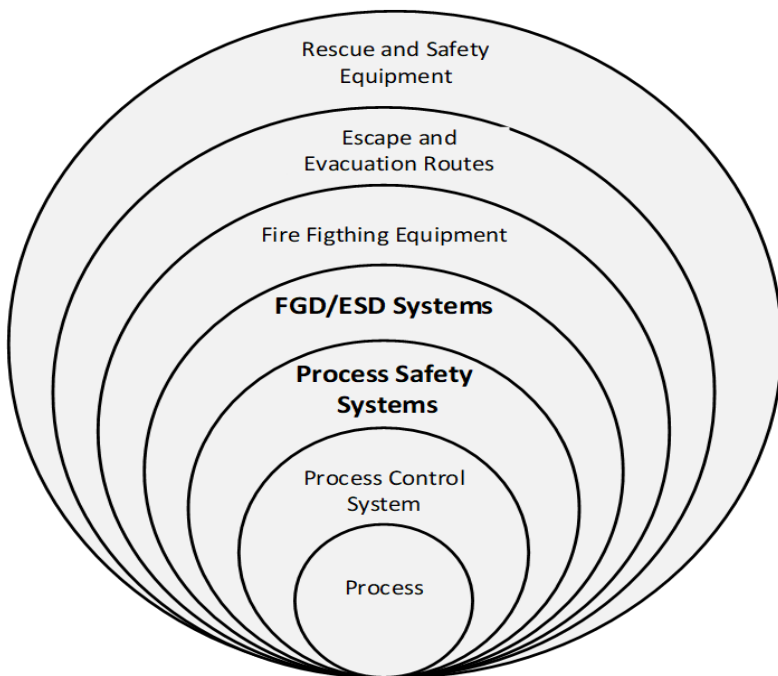 Rescue and Safety
Equipment
Escape and
Evacuation Routes
Fire Figthing Equipment
FGD/ESD Systems
Process Safety
Systems
Process Control
System
Process